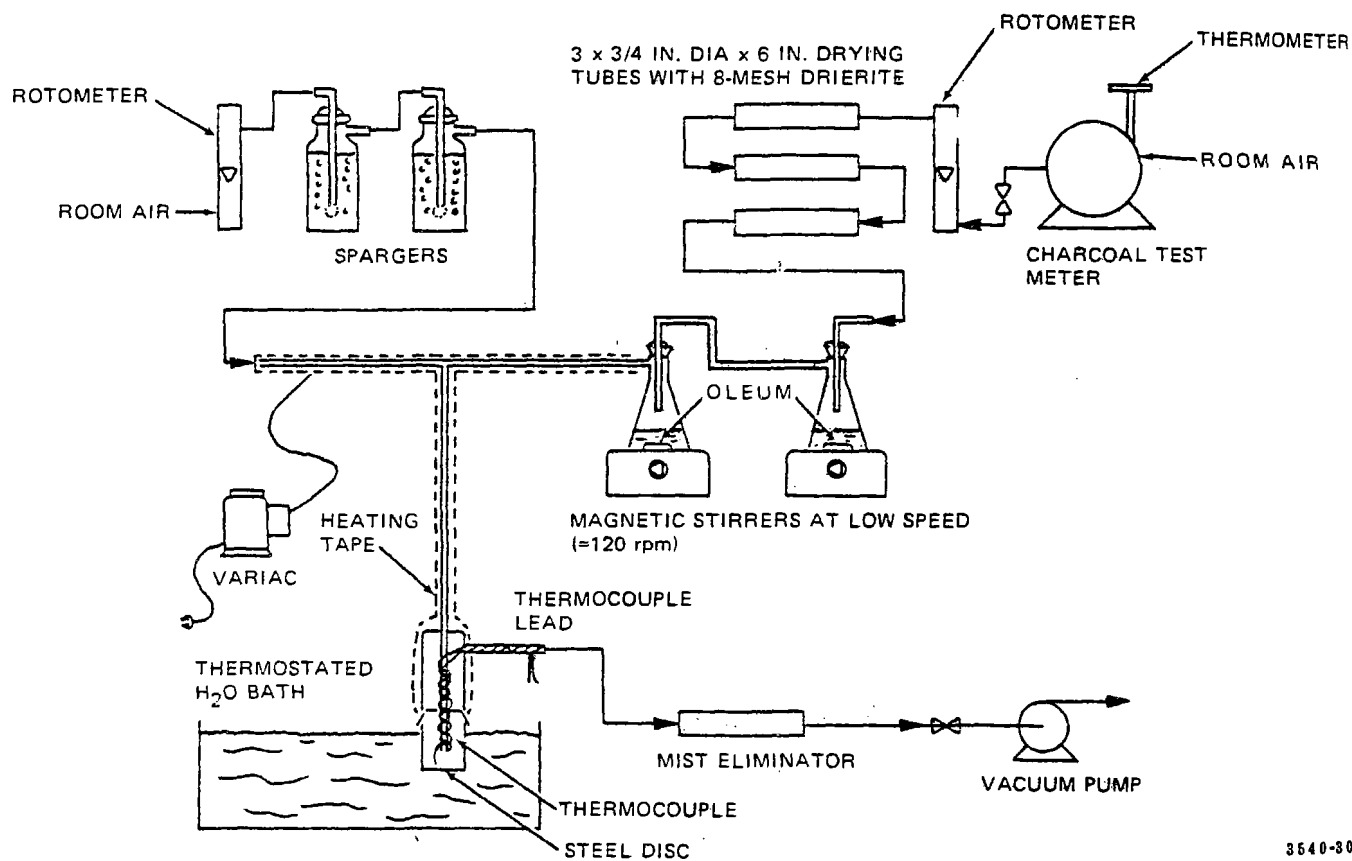 ROTOMETER
THERMOMETER
3 x 3/4 IN. DIA x 6 IN. DRYING
TUBES WITH 8-MESH DRIERITE
ROTOMETER
ROOM AIR
ROOM AIR
SPARGERS
CHARCOAL TEST
METER
OLEUM
HEATING
TAPE
MAGNETIC STIRRERS AT LOW SPEED
(=120 rpm)
VARIAC
THERMOCOUPLE
LEAD
THERMOSTATED
H2O BATH
MIST ELIMINATOR
VACUUM PUMP
THERMOCOUPLE
STEEL DISC
3540-30